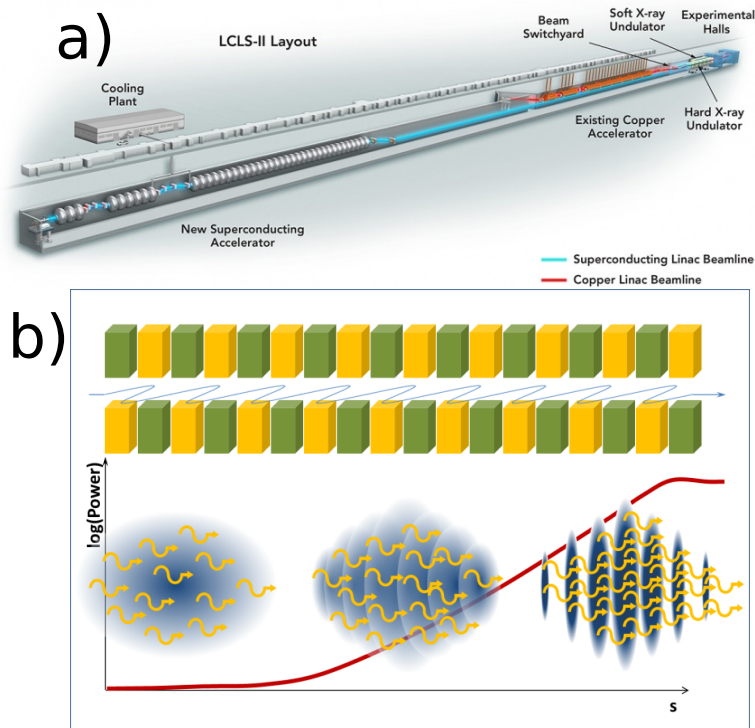 a)
LCLS-II Layout
Cooling
Plant
Beam
Switchyard
Soft X-ray
Undulator
Experimental
Halls
Existing Copper
Accelerator
Hard X-ray
Undulator
New Superconducting
Accelerator
Superconducting Linac Beamline
Copper Linac Beamline
b)
log(Power)
s